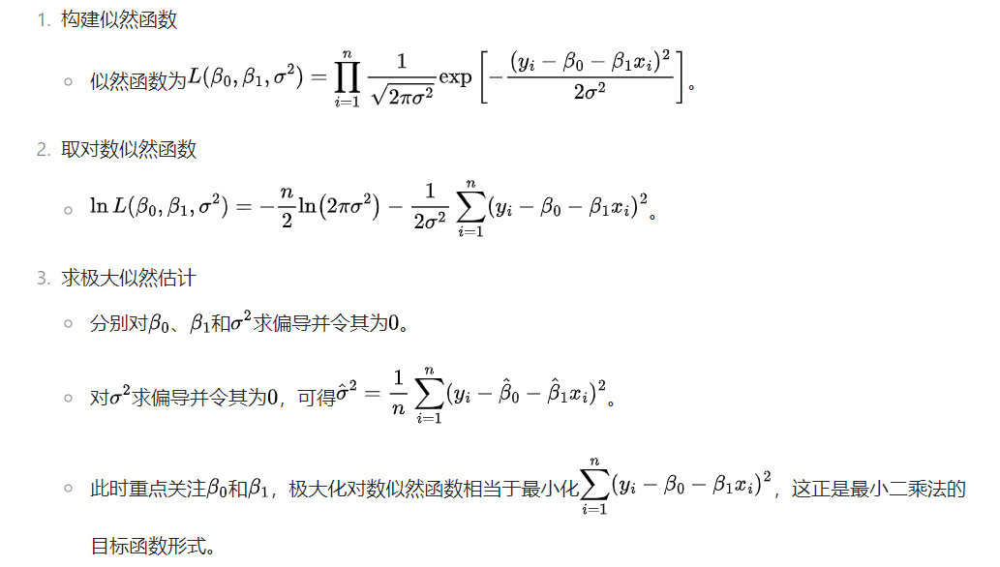 1. 构建似然函数
似然函数为$L(\beta_0, \beta_1, \sigma^2) = \prod_{i=1}^{n} \frac{1}{\sqrt{2\pi\sigma^2}} \exp\left[-\frac{(y_i - \beta_0 - \beta_1 x_i)^2}{2\sigma^2}\right]$。
2. 取对数似然函数
$\ln L(\beta_0, \beta_1, \sigma^2) = -\frac{n}{2}\ln(2\pi\sigma^2) - \frac{1}{2\sigma^2} \sum_{i=1}^{n} (y_i - \beta_0 - \beta_1 x_i)^2$。
3. 求极大似然估计
分别对$\beta_0$、$\beta_1$和$\sigma^2$求偏导并令其为0。
对$\sigma^2$求偏导并令其为0，可得$\hat{\sigma}^2 = \frac{1}{n} \sum_{i=1}^{n} (y_i - \hat{\beta}_0 - \hat{\beta}_1 x_i)^2$。
此时重点关注$\beta_0$和$\beta_1$，极大化对数似然函数相当于最小化$\sum_{i=1}^{n} (y_i - \beta_0 - \beta_1 x_i)^2$，这正是最小二乘法的
目标函数形式。